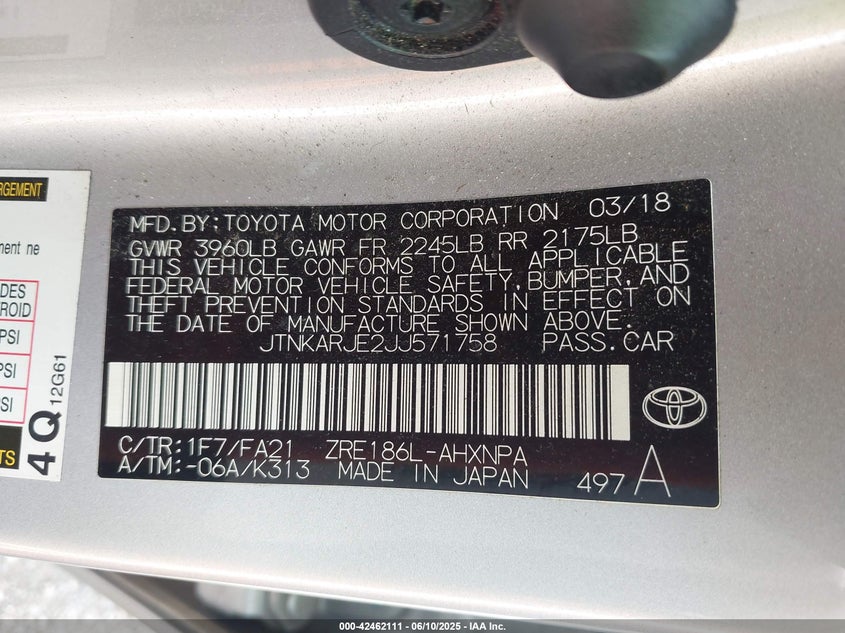 MFD.BY:TOYOTA MOTOR CORPORATION 03/18
GVWR 3960LB GAWR FR 2245LB RR 2175LB
THIS VEHICLE CONFORMS TO ALL APPLICABLE
FEDERAL MOTOR VEHICLE SAFETY,BUMPER,AND
THEFT PREVENTION STANDARDS IN EFFECT ON
THE DATE OF MANUFACTURE SHOWN ABOVE.
JTNKARJE2JJ571758 PASS.CAR
C/TR:1F7/FA21 ZRE186L-AHXNPA
A/TM:-06A/K313 MADE IN JAPAN 497 A
RGEMENT
ment ne
DES
ROID
PSI
PSI
PSI
TS
4Q 12G61
000-42462111 - 06/10/2025 - IAA Inc.